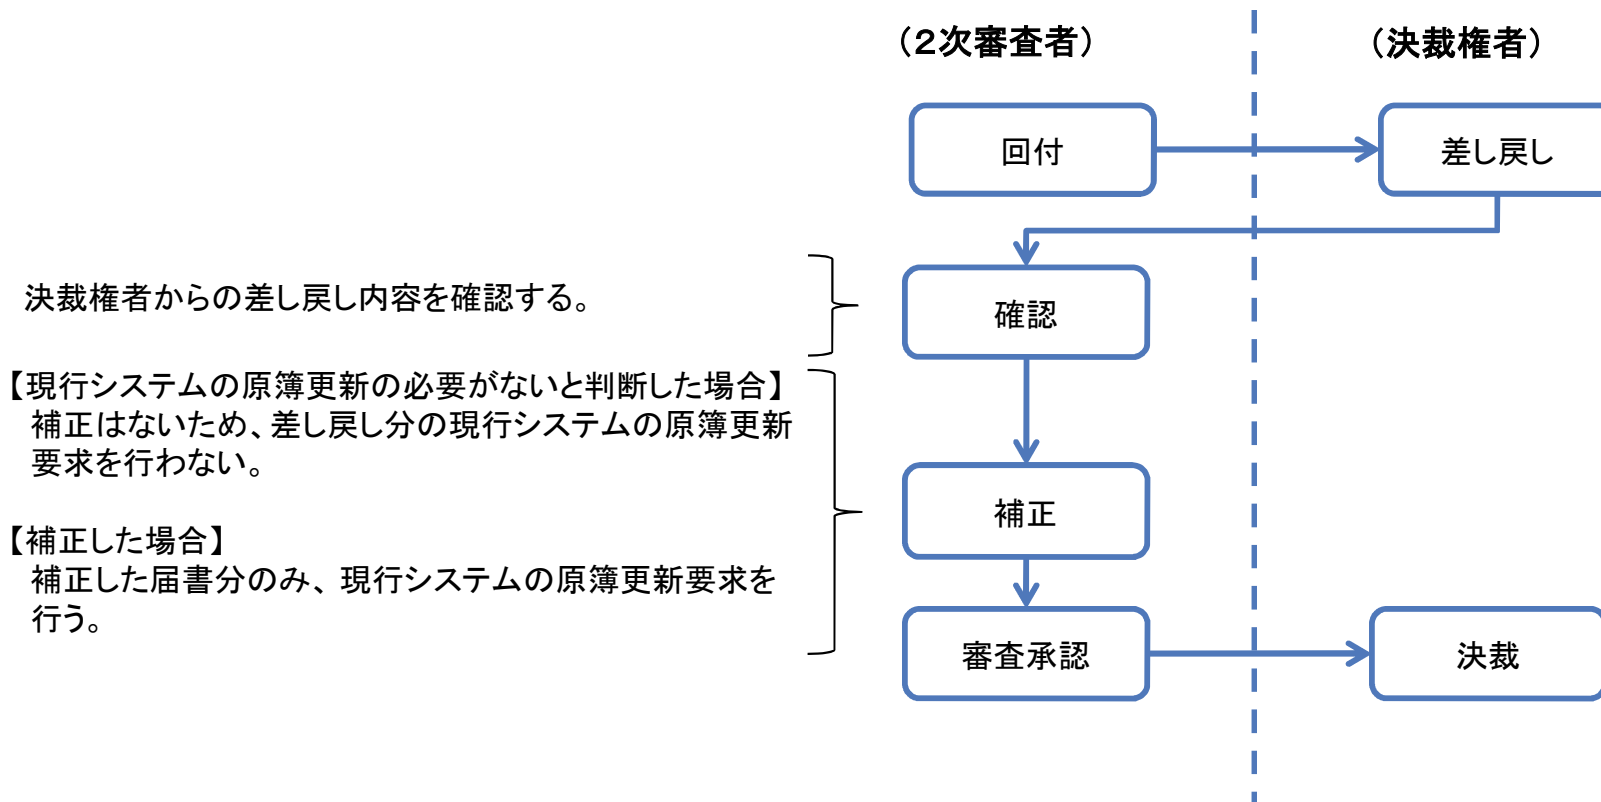 （２次審査者）
（決裁権者）
回付
差し戻し
決裁権者からの差し戻し内容を確認する。
確認
【現行システムの原簿更新の必要がないと判断した場合】
補正はないため、差し戻し分の現行システムの原簿更新
要求を行わない。
補正
【補正した場合】
補正した届書分のみ、現行システムの原簿更新要求を
行う。
審査承認
決裁